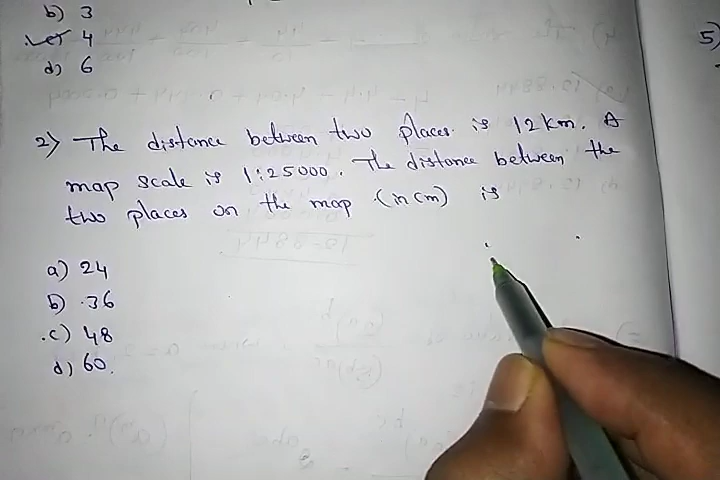 b) 3
c) 4
d) 6
5)
2) The distance between two places is 12 km. A
map scale is 1:25000. The distance between the
two places on the map (in cm) is
a) 24
b) 36
c) 48
d) 60.